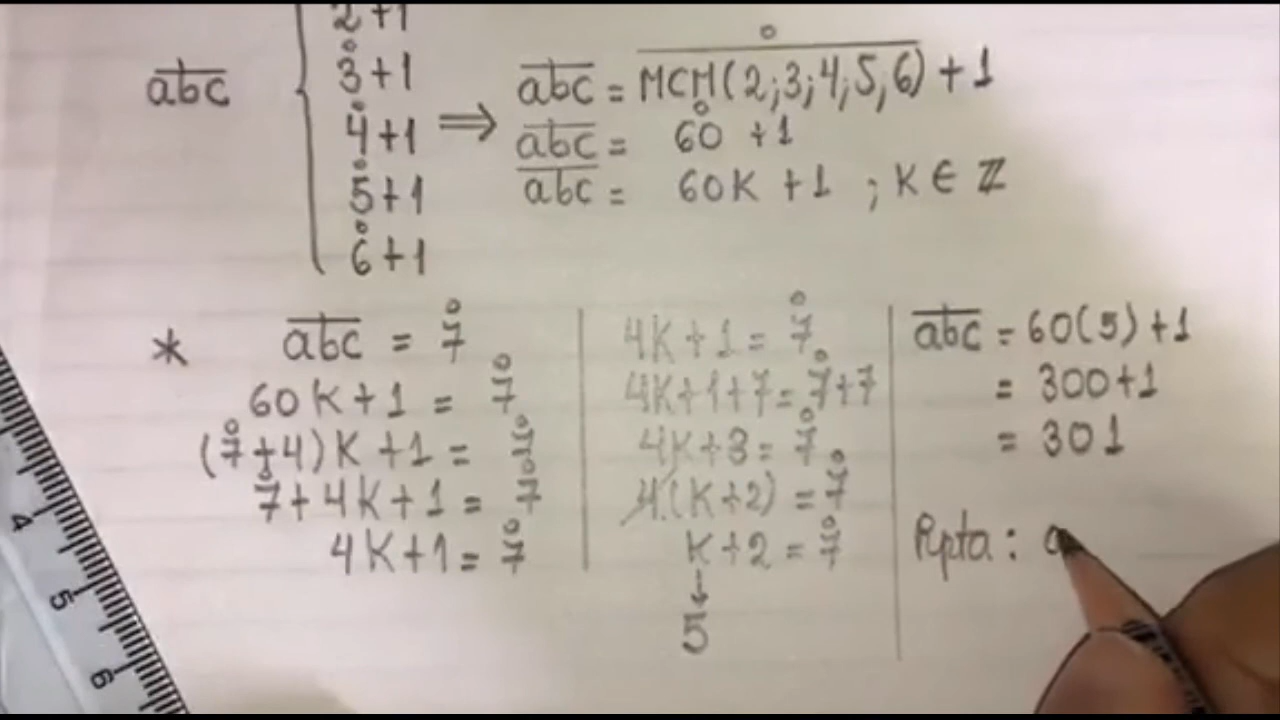 abc
2+1
3̊+1
4̊+1
5̊+1
6̊+1
⇒
abc = MCM(2;3;4;5,6)° + 1
abc = 60̊ +1
abc = 60K + 1 ; K ∈ ℤ
* abc = 7̊
60K+1 = 7̊
(7̊+4)K+1 = 7̊
7̊+4K+1 = 7̊
4K+1 = 7̊
4K+1 = 7̊
4K+1+7 = 7̊+7
4K+8 = 7̊
4(K+2) = 7̊
K+2 = 7̊
5
abc = 60(5)+1
= 300+1
= 301
Rpta: a
4
5
6